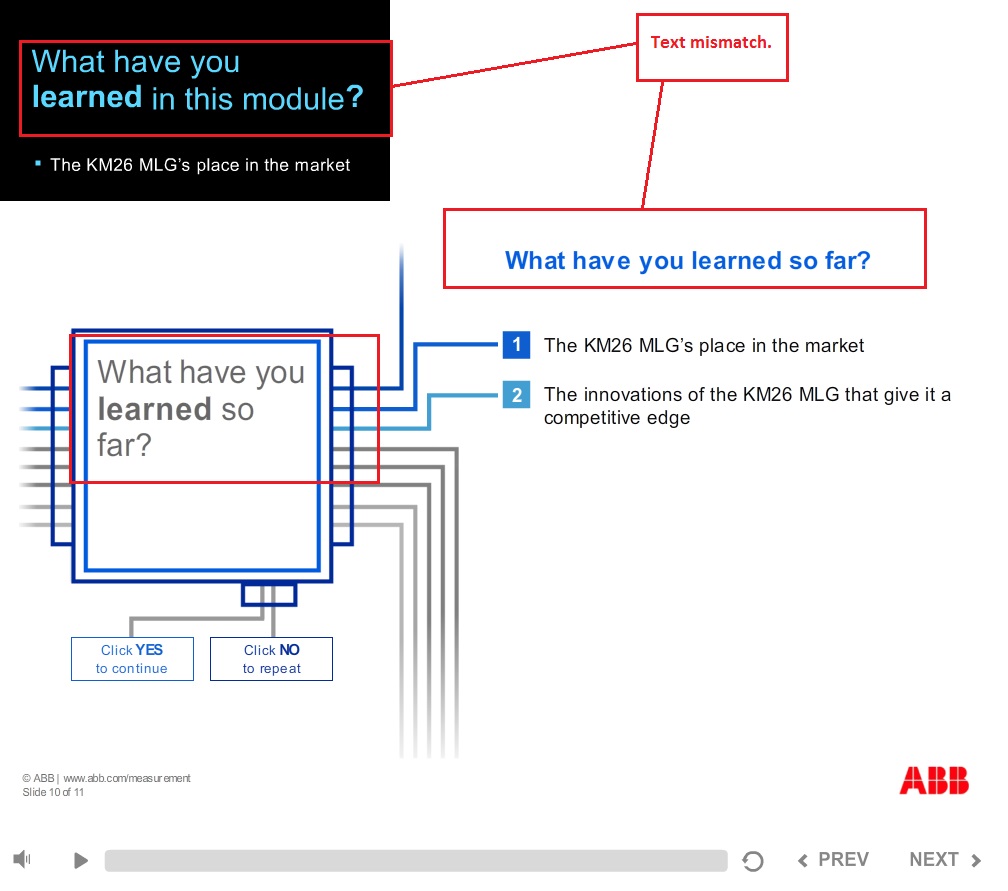 What have you
learned in this module?
▪ The KM26 MLG’s place in the market
Text mismatch.
What have you learned so far?
What have you
learned so
far?
1 The KM26 MLG’s place in the market
2 The innovations of the KM26 MLG that give it a
competitive edge
Click YES
to continue
Click NO
to repeat
© ABB | www.abb.com/measurement
Slide 10 of 11
ABB
PREV
NEXT